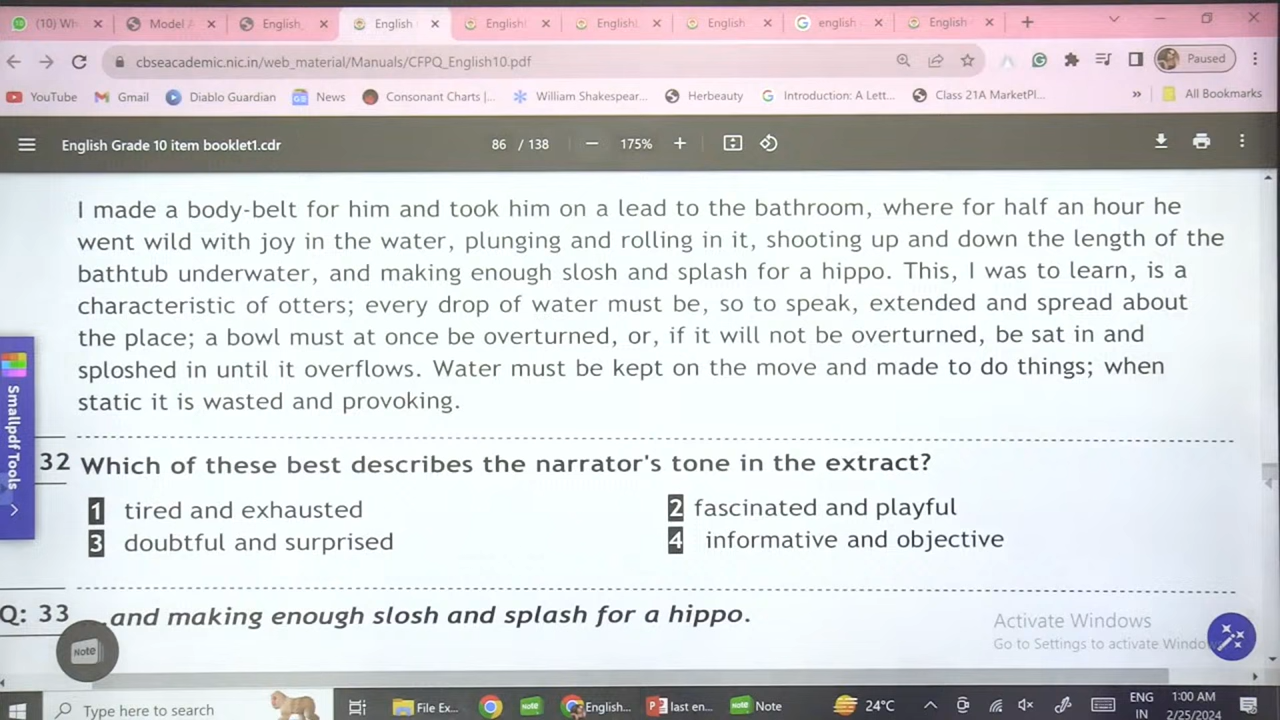 (10) Wh
Model A
English_
English
English!
English!
English
english
English
cbseacademic.nic.in/web_material/Manuals/CFPQ_English10.pdf
Paused
YouTube
Gmail
Diablo Guardian
News
Consonant Charts |...
William Shakespear...
Herbeauty
Introduction: A Lett...
Class 21A MarketPl...
»
All Bookmarks
English Grade 10 item booklet1.cdr
86 / 138
175%
I made a body-belt for him and took him on a lead to the bathroom, where for half an hour he
went wild with joy in the water, plunging and rolling in it, shooting up and down the length of the
bathtub underwater, and making enough slosh and splash for a hippo. This, I was to learn, is a
characteristic of otters; every drop of water must be, so to speak, extended and spread about
the place; a bowl must at once be overturned, or, if it will not be overturned, be sat in and
sploshed in until it overflows. Water must be kept on the move and made to do things; when
static it is wasted and provoking.
Smallpdf Tools
32 Which of these best describes the narrator's tone in the extract?
1 tired and exhausted
2 fascinated and playful
3 doubtful and surprised
4 informative and objective
Q: 33 ...and making enough slosh and splash for a hippo.
Note
Activate Windows
Go to Settings to activate Windo
Type here to search
File Ex...
Note
English...
last en...
Note
Note
24°C
ENG
IN
1:00 AM
2/25/2024